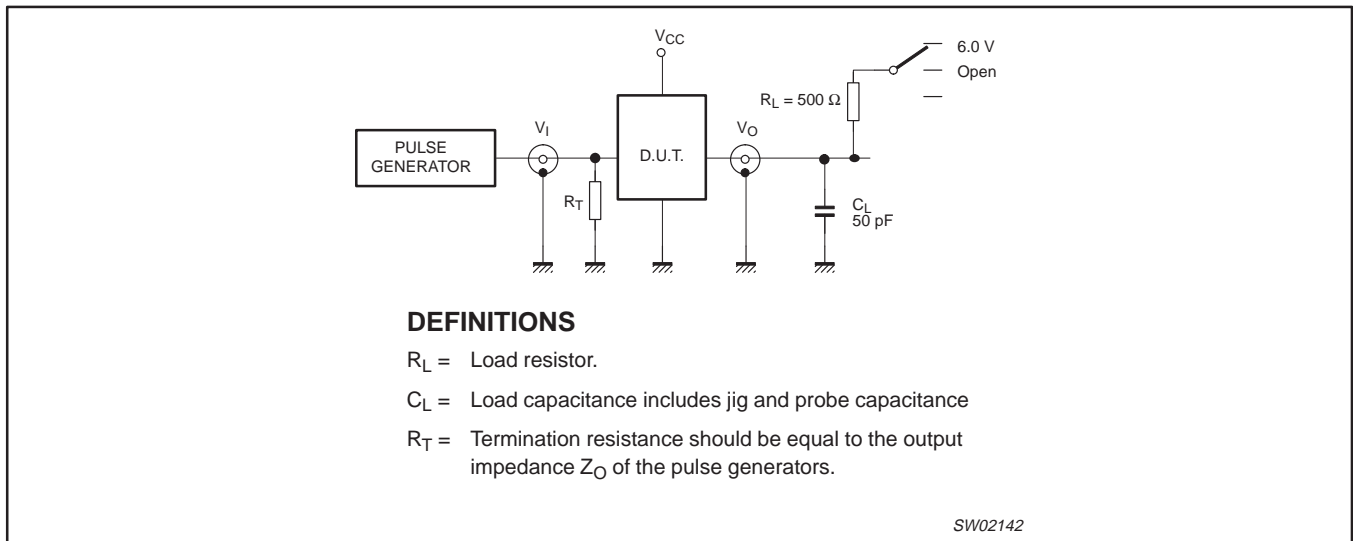 VCC
6.0 V
Open
RL = 500 Ω
VI
VO
PULSE
GENERATOR
D.U.T.
RT
CL
50 pF
DEFINITIONS
RL = Load resistor.
CL = Load capacitance includes jig and probe capacitance
RT = Termination resistance should be equal to the output
impedance ZO of the pulse generators.
SW02142